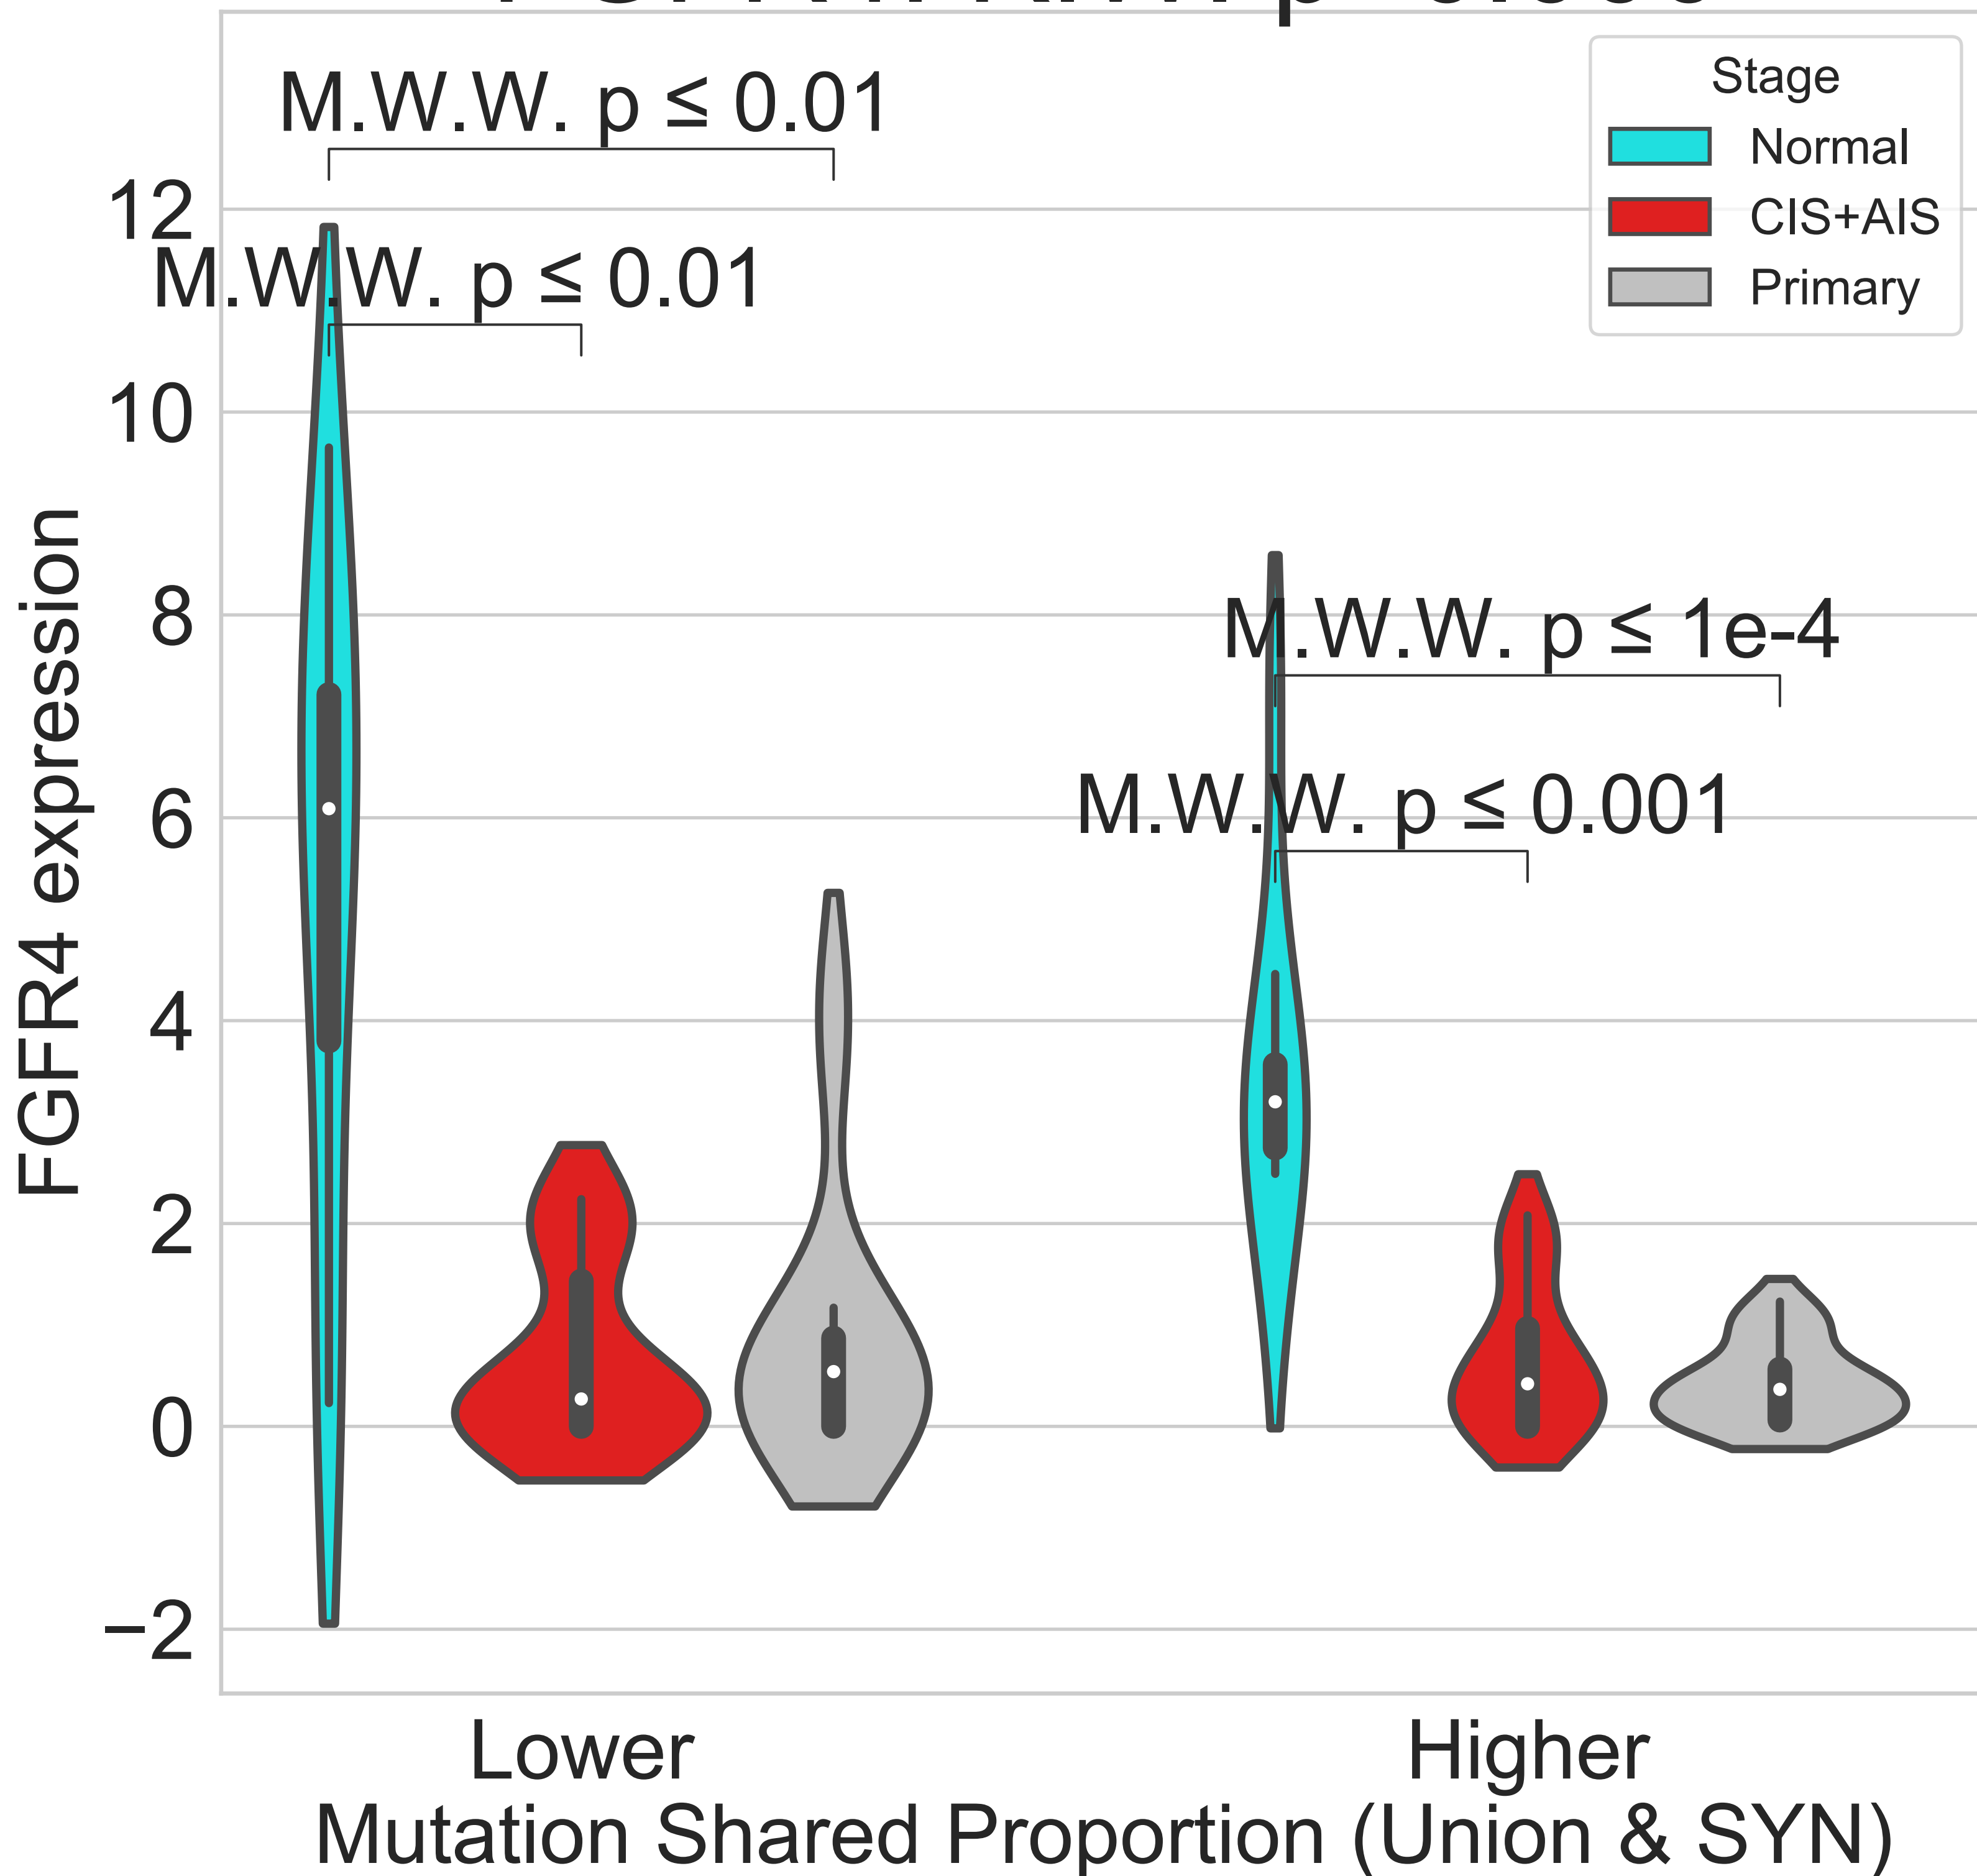 Stage
Normal
CIS+AIS
Primary
M.W.W. p ≤ 0.01
M.W.W. p ≤ 0.01
M.W.W. p ≤ 1e-4
M.W.W. p ≤ 0.001
12
10
8
6
4
2
0
−2
FGFR4 expression
Lower
Higher
Mutation Shared Proportion (Union & SYN)